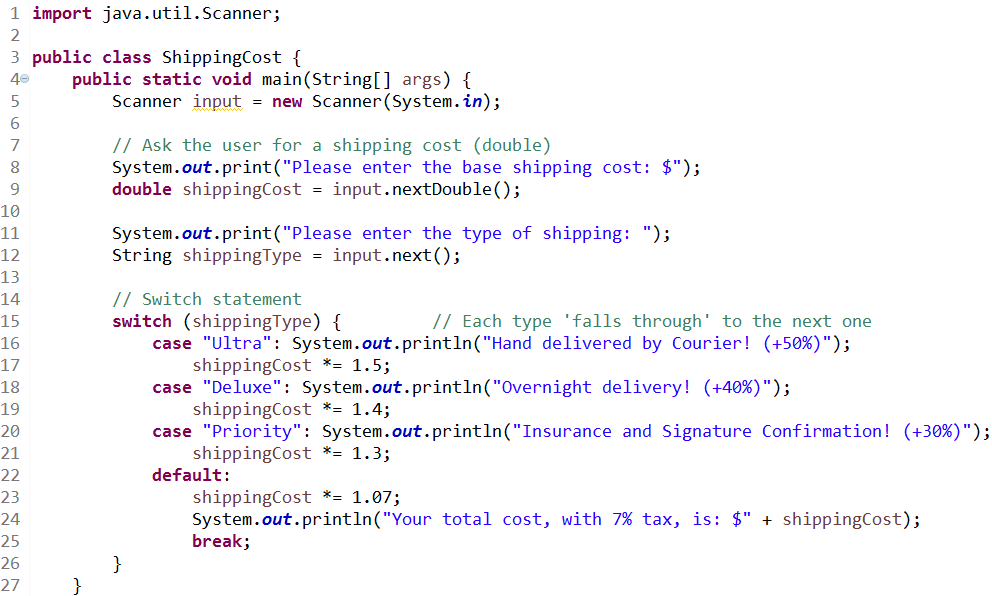 1 import java.util.Scanner;
2
3 public class ShippingCost {
4     public static void main(String[] args) {
5         Scanner input = new Scanner(System.in);
6
7         // Ask the user for a shipping cost (double)
8         System.out.print("Please enter the base shipping cost: $");
9         double shippingCost = input.nextDouble();
10
11         System.out.print("Please enter the type of shipping: ");
12         String shippingType = input.next();
13
14         // Switch statement
15         switch (shippingType) {         // Each type 'falls through' to the next one
16             case "Ultra": System.out.println("Hand delivered by Courier! (+50%)");
17                 shippingCost *= 1.5;
18             case "Deluxe": System.out.println("Overnight delivery! (+40%)");
19                 shippingCost *= 1.4;
20             case "Priority": System.out.println("Insurance and Signature Confirmation! (+30%)");
21                 shippingCost *= 1.3;
22             default:
23                 shippingCost *= 1.07;
24                 System.out.println("Your total cost, with 7% tax, is: $" + shippingCost);
25                 break;
26         }
27     }